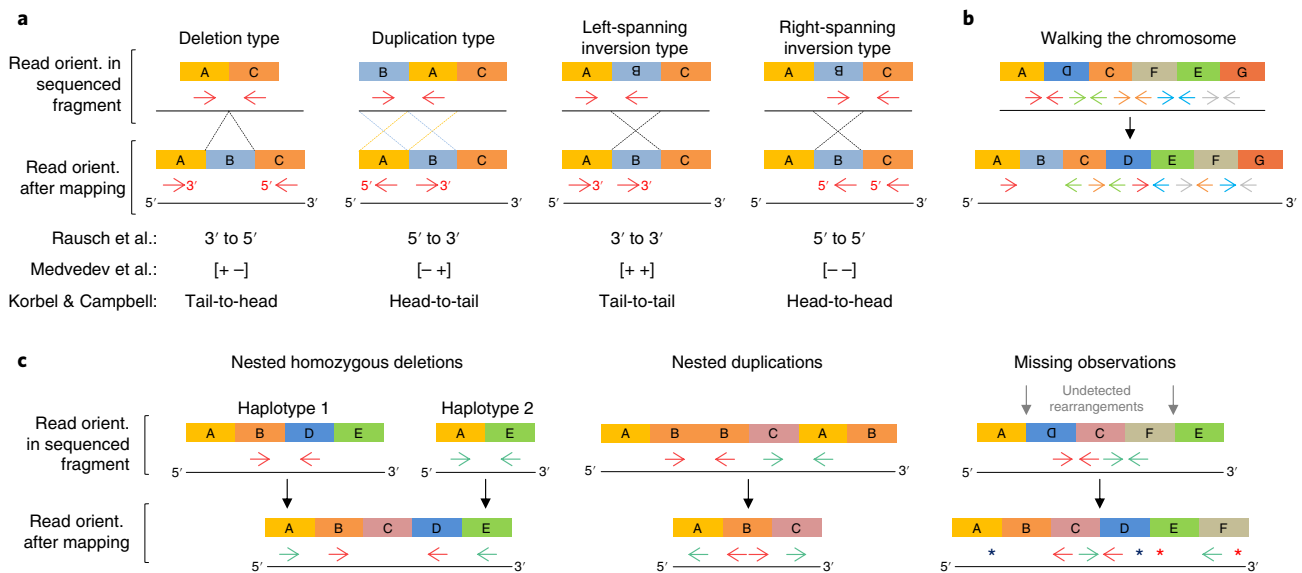 a
Deletion type
Duplication type
Left-spanning
inversion type
Right-spanning
inversion type
Read orient. in
sequenced
fragment
A C
B A C
A B
A B C
Read orient.
after mapping
A B C
A B C
A B C
A B C
3′ 5′
5′ 3′
3′ 3′
5′ 5′
5′ 3′
5′ 3′
5′ 3′
5′ 3′
Rausch et al.: 3′ to 5′ 5′ to 3′ 3′ to 3′ 5′ to 5′
Medvedev et al.: [+ −] [− +] [+ +] [− −]
Korbel & Campbell: Tail-to-head Head-to-tail Tail-to-tail Head-to-head
b
Walking the chromosome
A D C F E G
A B C D E F G
5′ 3′
c
Nested homozygous deletions
Nested duplications
Missing observations
Undetected
rearrangements
Read orient.
in sequenced
fragment
Haplotype 1
Haplotype 2
A B D E
A E
A B B C A B
A D C F E
5′ 3′
5′ 3′
5′ 3′
Read orient.
after mapping
A B C D E
A B C
A B C D E F
* * * *
5′ 3′
5′ 3′
5′ 3′